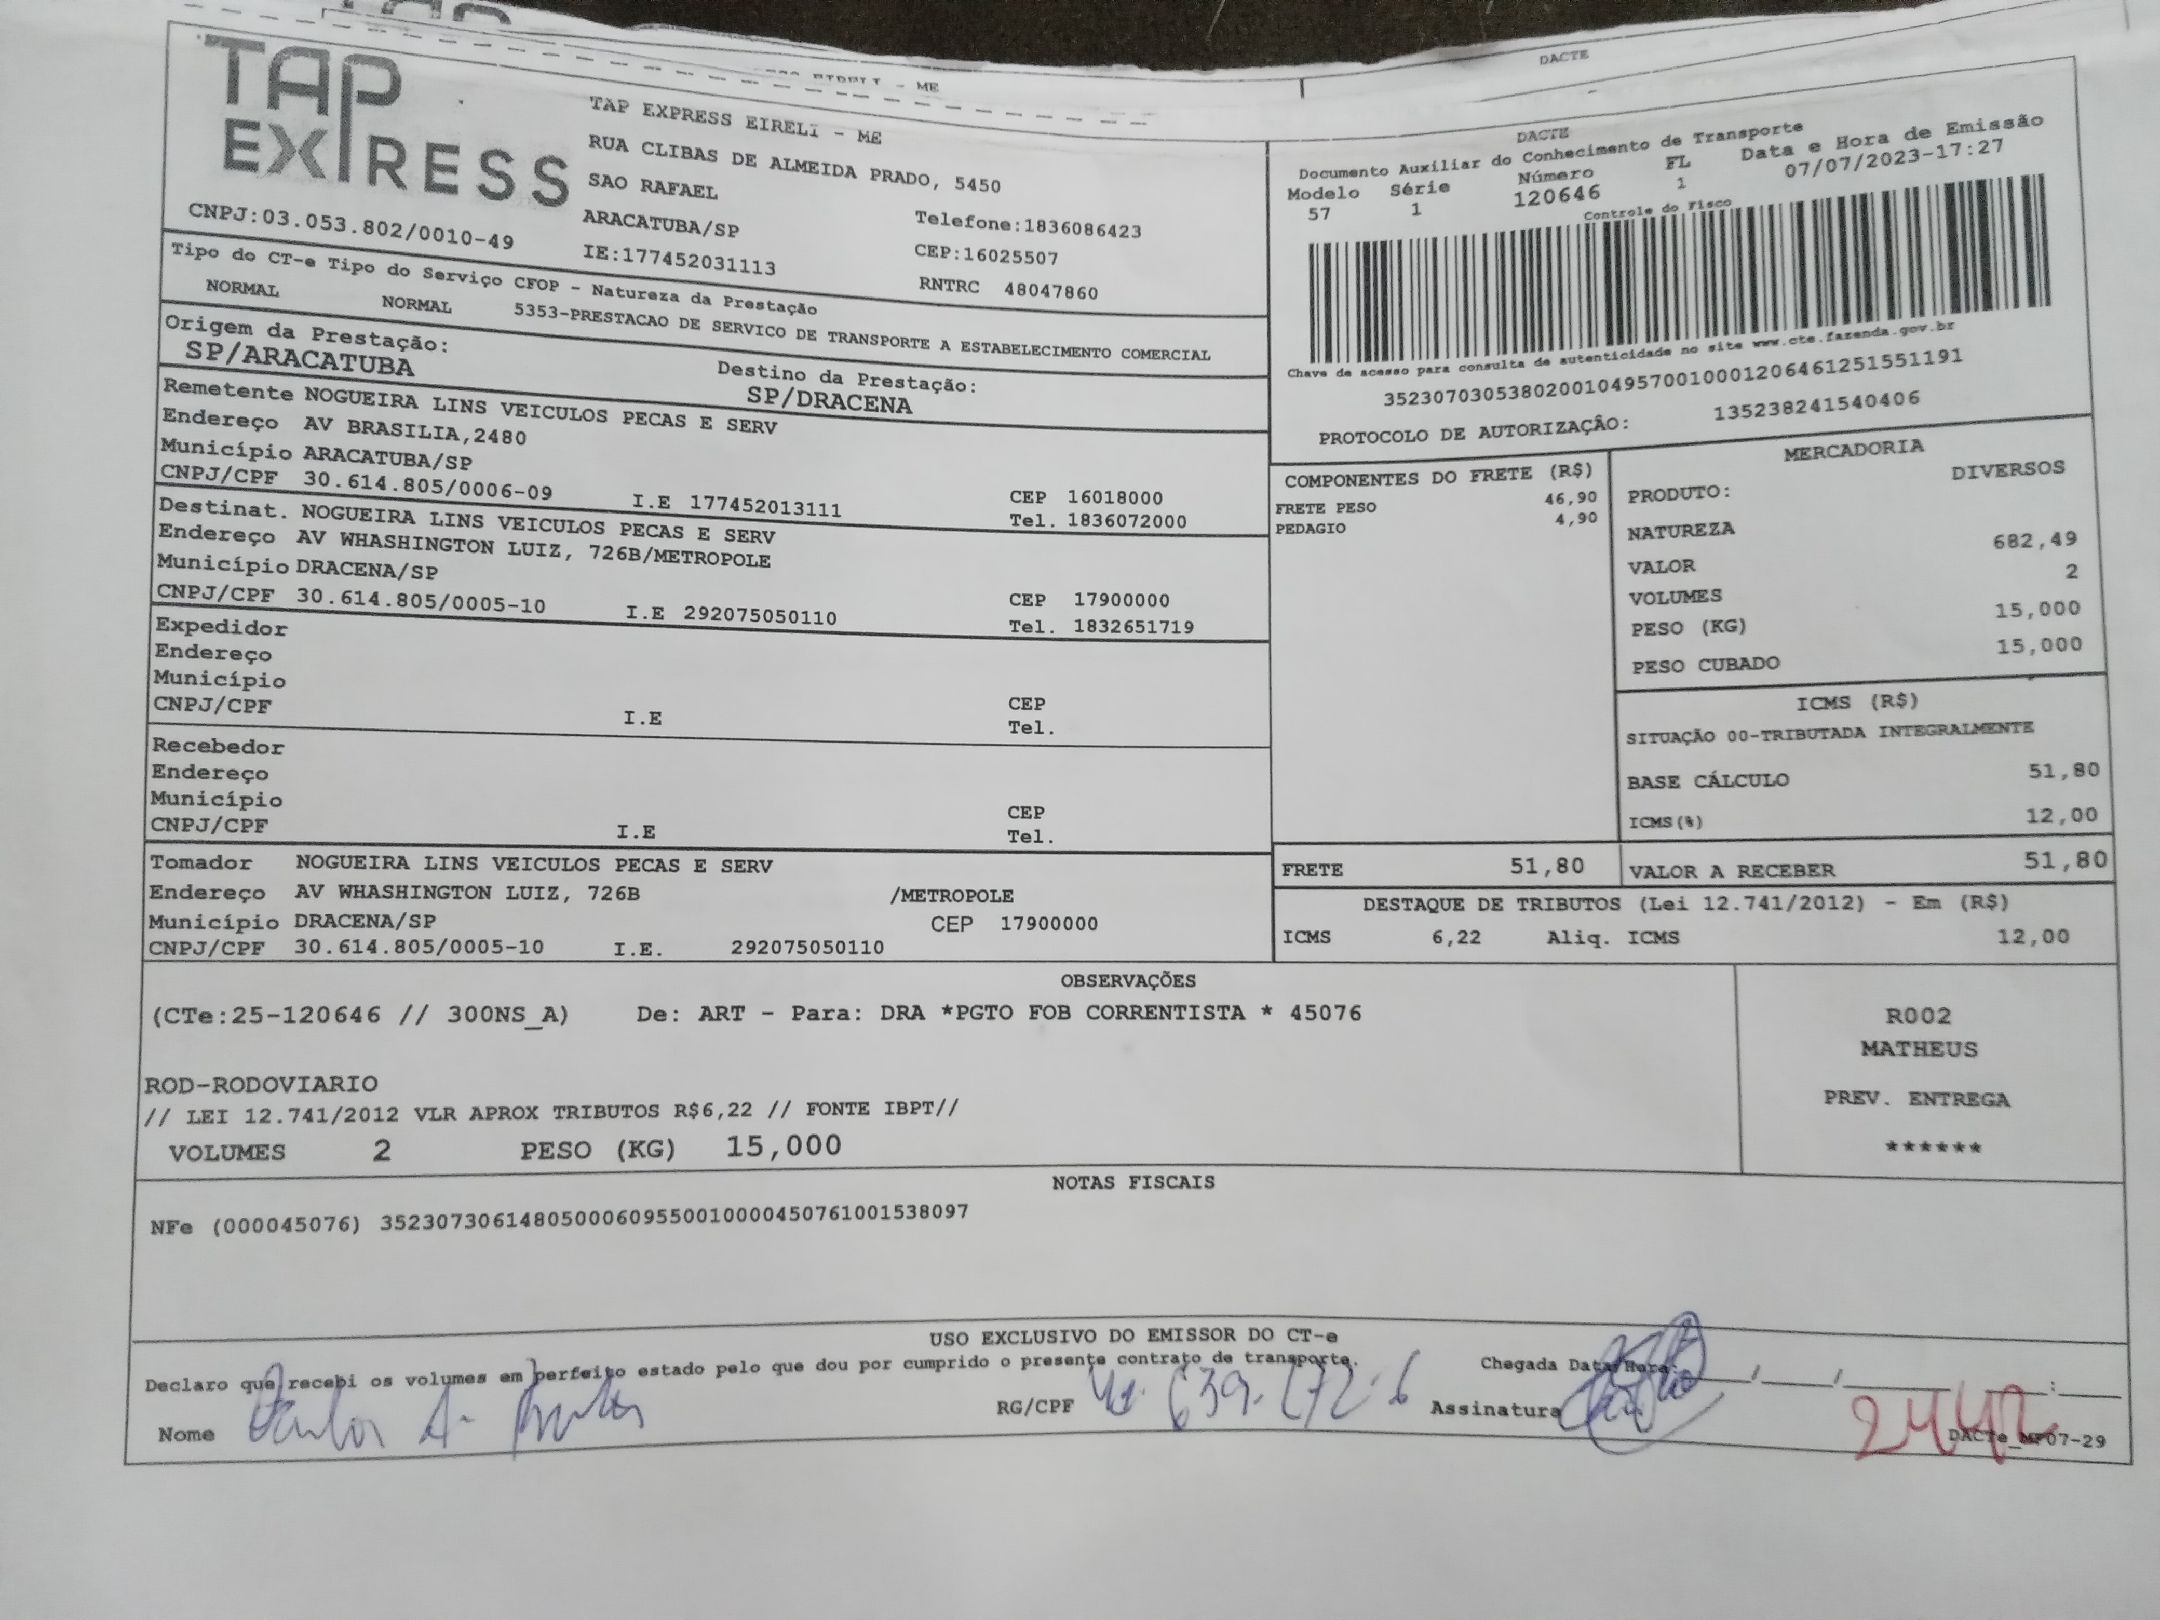 DACTE
- ME
TAP
EXPRESS
TAP EXPRESS EIRELI - ME
RUA CLIBAS DE ALMEIDA PRADO, 5450
SAO RAFAEL
ARACATUBA/SP
Telefone:1836086423
CNPJ:03.053.802/0010-49
IE:177452031113
CEP:16025507
RNTRC 48047860
Tipo do CT-e Tipo do Serviço CFOP - Natureza da Prestação
NORMAL NORMAL 5353-PRESTACAO DE SERVICO DE TRANSPORTE A ESTABELECIMENTO COMERCIAL
Origem da Prestação:
SP/ARACATUBA
Destino da Prestação:
SP/DRACENA
DACTE
Documento Auxiliar do Conhecimento de Transporte
Modelo Série Número FL Data e Hora de Emissão
57 1 120646 1 07/07/2023-17:27
Controle do Fisco
Chave de acesso para consulta de autenticidade no site www.cte.fazenda.gov.br
35230703053802001049570010001206461251551191
PROTOCOLO DE AUTORIZAÇÃO: 135238241540406
Remetente NOGUEIRA LINS VEICULOS PECAS E SERV
Endereço AV BRASILIA,2480
Município ARACATUBA/SP
CNPJ/CPF 30.614.805/0006-09 I.E 177452013111
CEP 16018000
Tel. 1836072000
Destinat. NOGUEIRA LINS VEICULOS PECAS E SERV
Endereço AV WHASHINGTON LUIZ, 726B/METROPOLE
Município DRACENA/SP
CNPJ/CPF 30.614.805/0005-10 I.E 292075050110
CEP 17900000
Tel. 1832651719
Expedidor
Endereço
Município
CNPJ/CPF I.E
CEP
Tel.
Recebedor
Endereço
Município
CNPJ/CPF I.E
CEP
Tel.
Tomador NOGUEIRA LINS VEICULOS PECAS E SERV
Endereço AV WHASHINGTON LUIZ, 726B /METROPOLE
Município DRACENA/SP CEP 17900000
CNPJ/CPF 30.614.805/0005-10 I.E. 292075050110
COMPONENTES DO FRETE (R$)
FRETE PESO 46,90
PEDAGIO 4,90
MERCADORIA
PRODUTO: DIVERSOS
NATUREZA
VALOR 682,49
VOLUMES 2
PESO (KG) 15,000
PESO CUBADO 15,000
ICMS (R$)
SITUAÇÃO 00-TRIBUTADA INTEGRALMENTE
BASE CÁLCULO 51,80
ICMS(%) 12,00
FRETE 51,80 VALOR A RECEBER 51,80
DESTAQUE DE TRIBUTOS (Lei 12.741/2012) - Em (R$)
ICMS 6,22 Aliq. ICMS 12,00
OBSERVAÇÕES
(CTe:25-120646 // 300NS_A) De: ART - Para: DRA *PGTO FOB CORRENTISTA * 45076
ROD-RODOVIARIO
// LEI 12.741/2012 VLR APROX TRIBUTOS R$6,22 // FONTE IBPT//
VOLUMES 2 PESO (KG) 15,000
R002
MATHEUS
PREV. ENTREGA
******
NOTAS FISCAIS
NFe (000045076) 35230730614805000609550010000450761001538097
USO EXCLUSIVO DO EMISSOR DO CT-e
Declaro que recebi os volumes em perfeito estado pelo que dou por cumprido o presente contrato de transporte.
Chegada Data/Hora: / / :
Nome
RG/CPF
Assinatura
2442